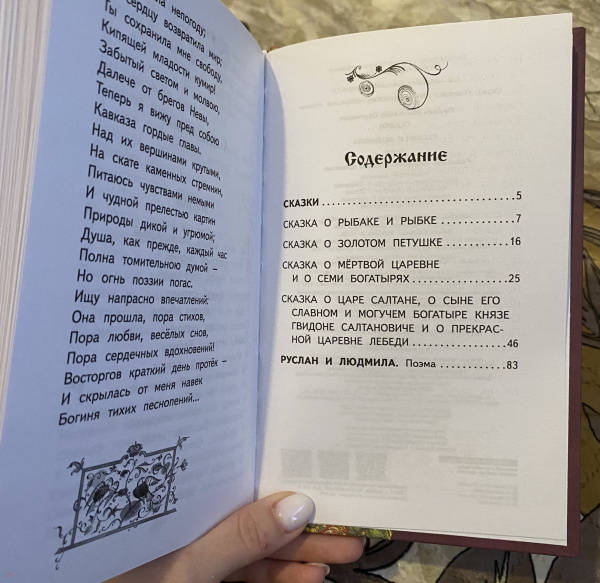 непогоду;
сердцу возвратила мир;
Ты сохранила мне свободу,
Кипящей младости кумир!
Забытый светом и молвою,
Далече от брегов Невы,
Теперь я вижу пред собою
Кавказа гордые главы.
Над их вершинами крутыми,
На скате каменных стремнин,
Питаюсь чувствами немыми
И чудной прелестью картин
Природы дикой и угрюмой;
Душа, как прежде, каждый час
Полна томительною думой —
Но огнь поэзии погас.
Ищу напрасно впечатлений:
Она прошла, пора стихов,
Пора любви, весёлых снов,
Пора сердечных вдохновений!
Восторгов краткий день протёк —
И скрылась от меня навек
Богиня тихих песнопений...
Содержание
СКАЗКИ ..................................5
СКАЗКА О РЫБАКЕ И РЫБКЕ ...........7
СКАЗКА О ЗОЛОТОМ ПЕТУШКЕ ..........16
СКАЗКА О МЁРТВОЙ ЦАРЕВНЕ
И О СЕМИ БОГАТЫРЯХ ................25
СКАЗКА О ЦАРЕ САЛТАНЕ, О СЫНЕ ЕГО
СЛАВНОМ И МОГУЧЕМ БОГАТЫРЕ КНЯЗЕ
ГВИДОНЕ САЛТАНОВИЧЕ И О ПРЕКРАС-
НОЙ ЦАРЕВНЕ ЛЕБЕДИ ................46
РУСЛАН И ЛЮДМИЛА. Поэма ............83